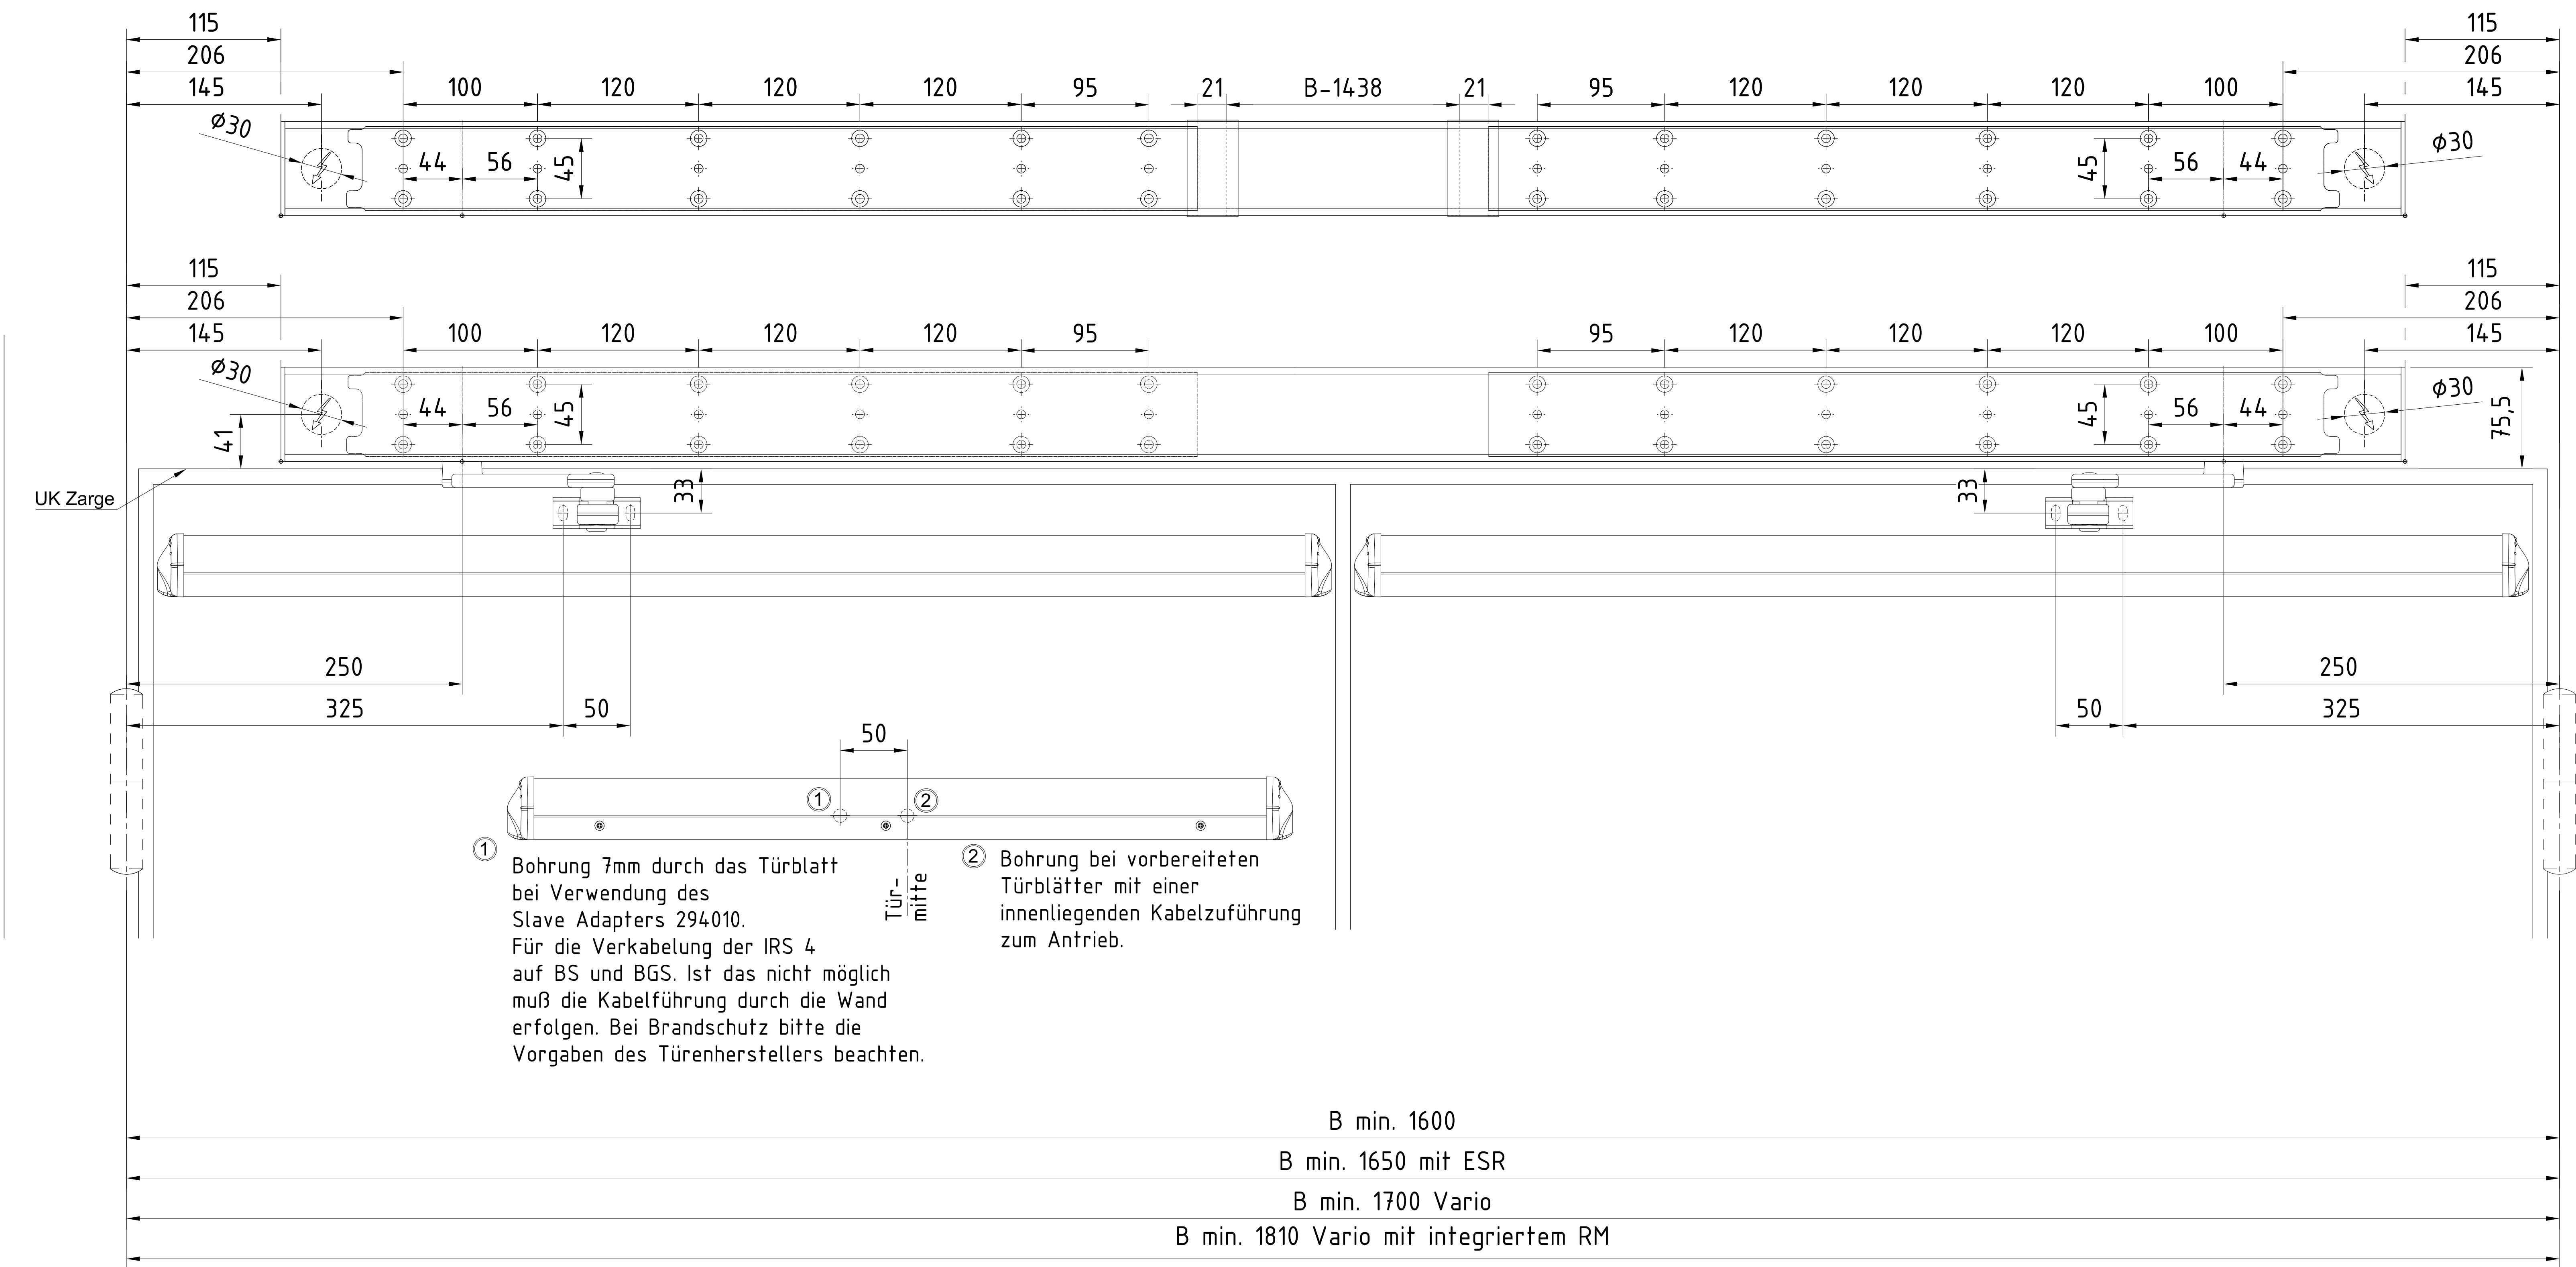 115 115
206 206
145 100 120 120 120 95 21 B-1438 21 95 120 120 120 100 145
ϕ30 44 56 45 45 56 44 ϕ30
115 115
206 206
145 100 120 120 120 95 95 120 120 120 100 145
ϕ30 41 44 56 45 45 56 44 ϕ30 75,5
UK Zarge 33 33
250 250
325 50 50 325
50
1 2
1
Bohrung 7mm durch das Türblatt
bei Verwendung des
Slave Adapters 294010.
Für die Verkabelung der IRS 4
auf BS und BGS. Ist das nicht möglich
muß die Kabelführung durch die Wand
erfolgen. Bei Brandschutz bitte die
Vorgaben des Türenherstellers beachten.
Tür-
mitte
2
Bohrung bei vorbereiteten
Türblätter mit einer
innenliegenden Kabelzuführung
zum Antrieb.
B min. 1600
B min. 1650 mit ESR
B min. 1700 Vario
B min. 1810 Vario mit integriertem RM